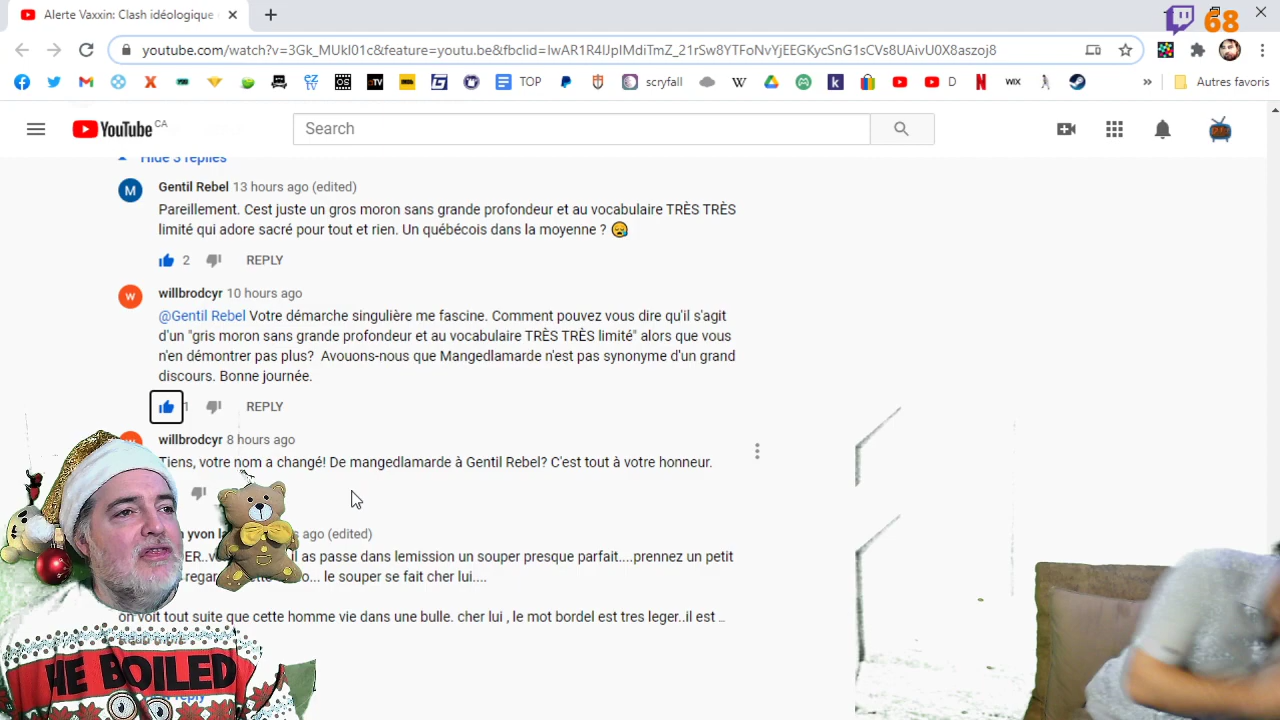 Alerte Vaxxin: Clash idéologique
68
youtube.com/watch?v=3Gk_MUkI01c&feature=youtu.be&fbclid=IwAR1R4IJpIMdiTmZ_21rSw8YTFoNvYjEEGKycSnG1sCVs8UAivU0X8aszoj8
TOP scryfall D WIX » Autres favoris
YouTube CA
Search
Hide 3 replies
M Gentil Rebel 13 hours ago (edited)
Pareillement. Cest juste un gros moron sans grande profondeur et au vocabulaire TRÈS TRÈS
limité qui adore sacré pour tout et rien. Un québécois dans la moyenne ? 😥
2 REPLY
W willbrodcyr 10 hours ago
@Gentil Rebel Votre démarche singulière me fascine. Comment pouvez vous dire qu'il s'agit
d'un "gris moron sans grande profondeur et au vocabulaire TRÈS TRÈS limité" alors que vous
n'en démontrer pas plus? Avouons-nous que Mangedlamarde n'est pas synonyme d'un grand
discours. Bonne journée.
1 REPLY
willbrodcyr 8 hours ago
Tiens, votre nom a changé! De mangedlamarde à Gentil Rebel? C'est tout à votre honneur.
yvon ago (edited)
il as passe dans lemission un souper presque parfait....prennez un petit
le souper se fait cher lui....
on voit tout suite que cette homme vie dans une bulle. cher lui , le mot bordel est tres leger..il est ...
HE BOILED